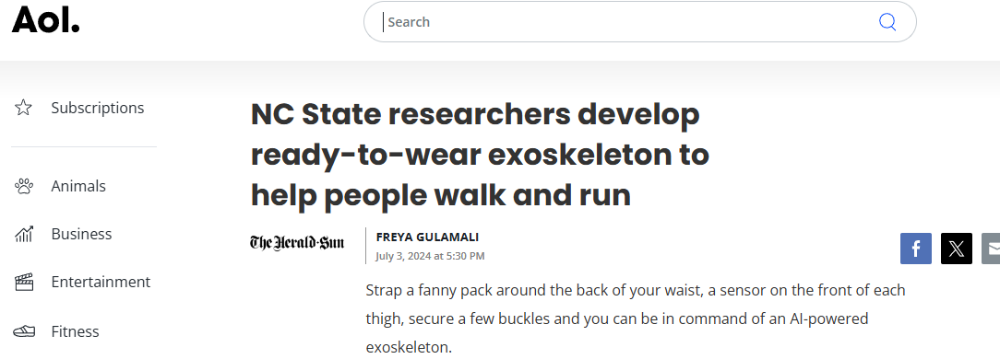 Aol.
Search
Subscriptions
Animals
Business
Entertainment
Fitness
NC State researchers develop
ready-to-wear exoskeleton to
help people walk and run
The Herald-Sun
FREYA GULAMALI
July 3, 2024 at 5:30 PM
Strap a fanny pack around the back of your waist, a sensor on the front of each
thigh, secure a few buckles and you can be in command of an AI-powered
exoskeleton.